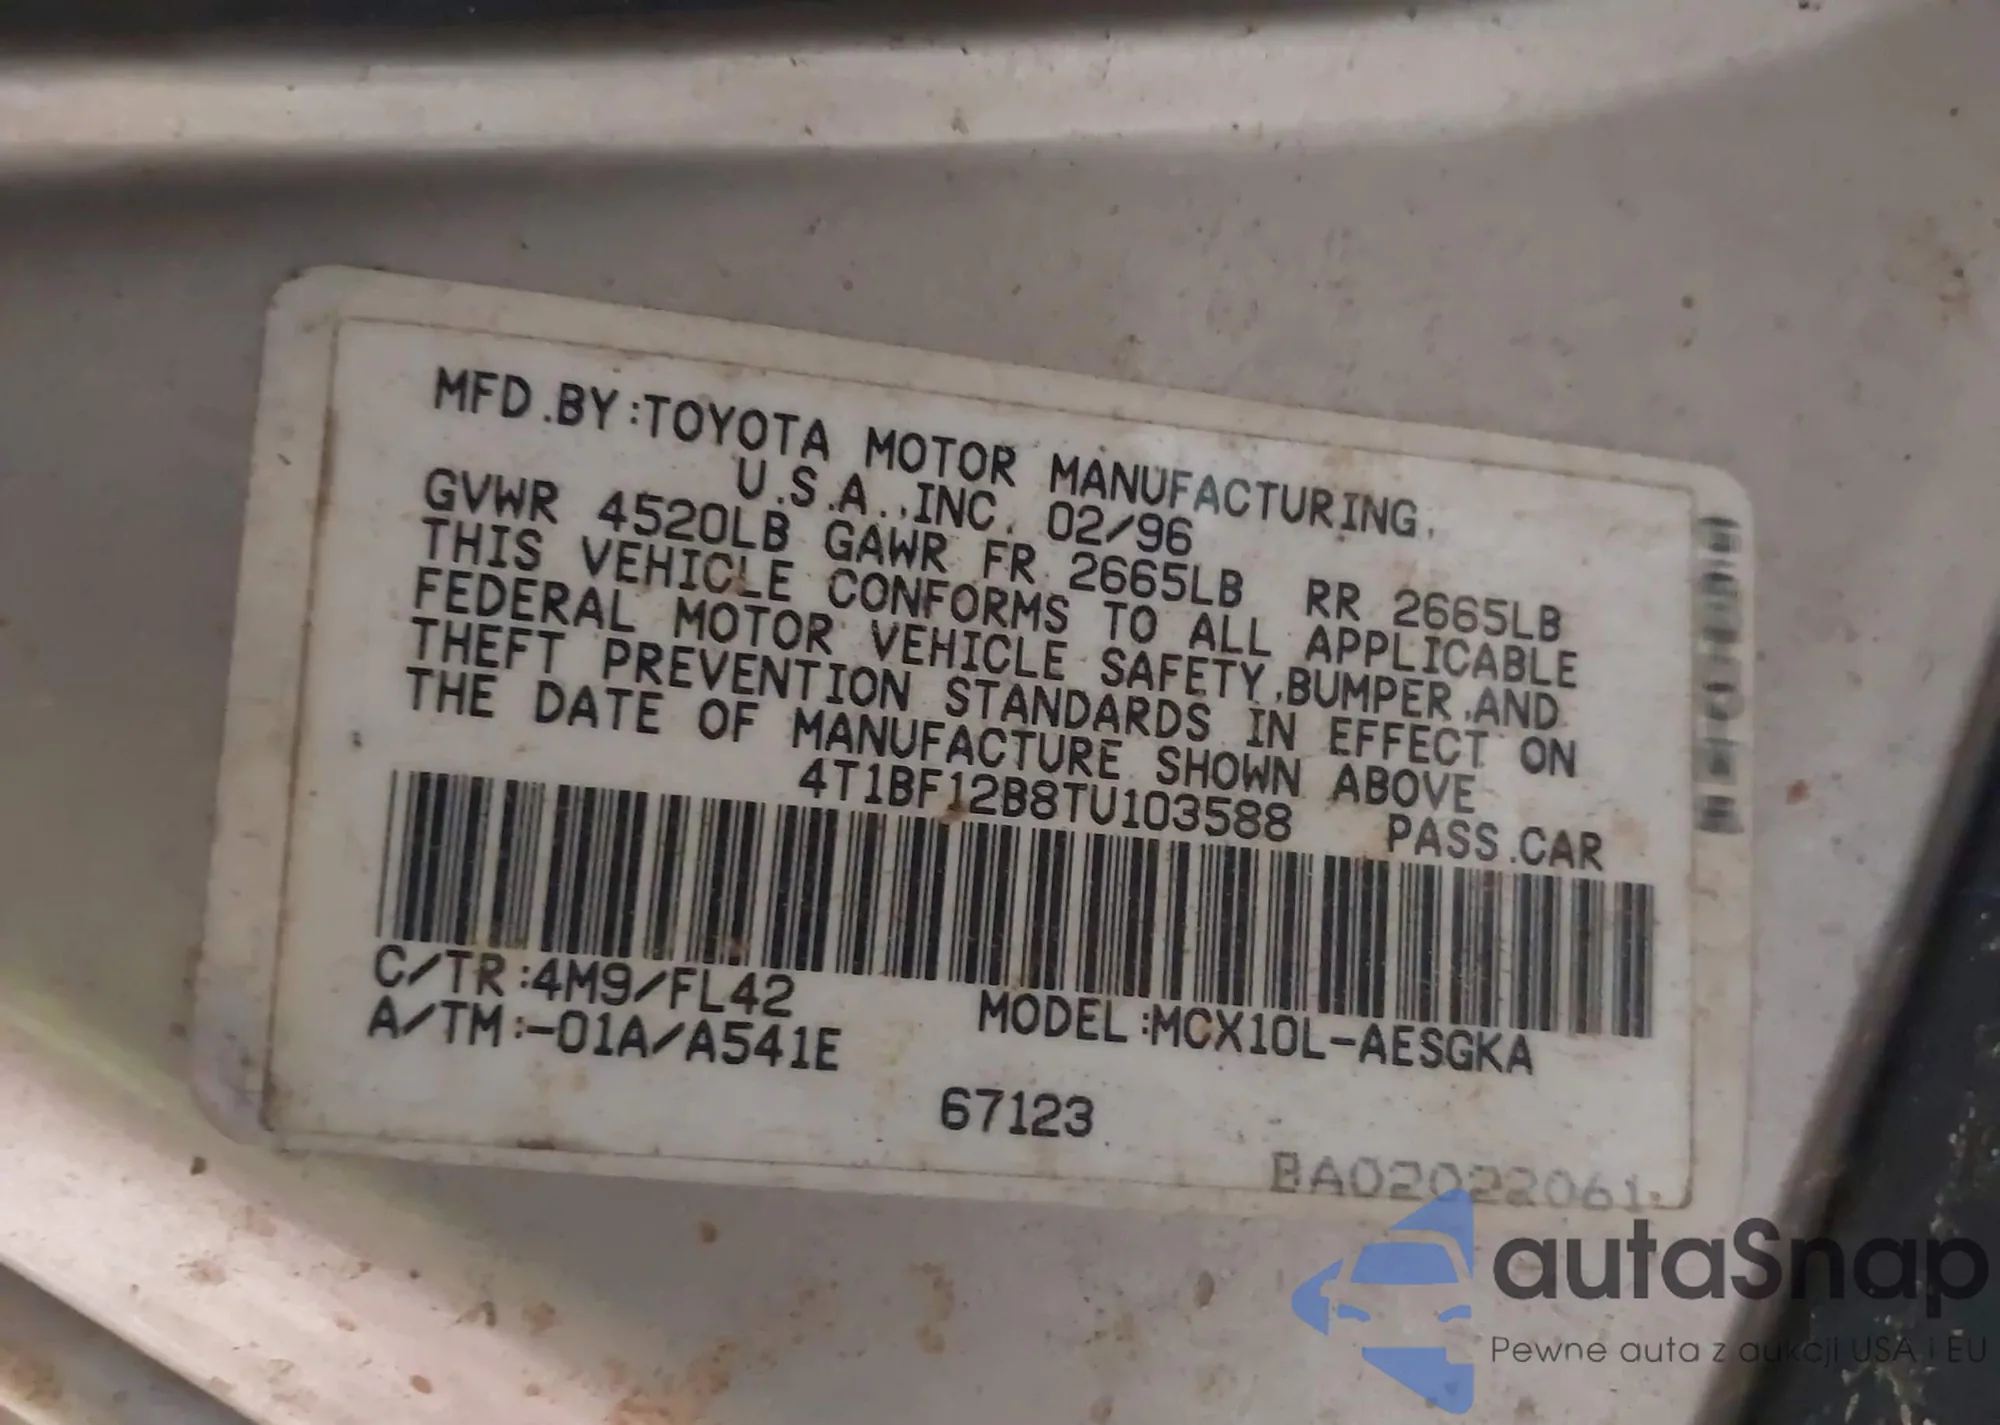 MFD.BY:TOYOTA MOTOR MANUFACTURING,
U.S.A.,INC. 02/96
GVWR 4520LB GAWR FR 2665LB RR 2665LB
THIS VEHICLE CONFORMS TO ALL APPLICABLE
FEDERAL MOTOR VEHICLE SAFETY,BUMPER,AND
THEFT PREVENTION STANDARDS IN EFFECT ON
THE DATE OF MANUFACTURE SHOWN ABOVE
4T1BF12B8TU103588 PASS.CAR
C/TR:4M9/FL42
A/TM:-01A/A541E
MODEL:MCX10L-AESGKA
67123
BA02022061
autaSnap
Pewne auta z aukcji USA i EU